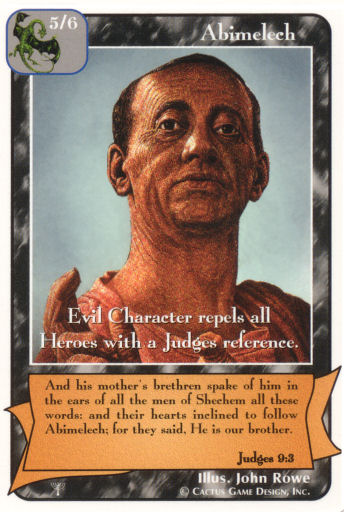 5/6
Abimelech
Evil Character repels all
Heroes with a Judges reference.
And his mother's brethren spake of him in
the ears of all the men of Shechem all these
words: and their hearts inclined to follow
Abimelech; for they said, He is our brother.
Judges 9:3
Illus. John Rowe
© Cactus Game Design, Inc.